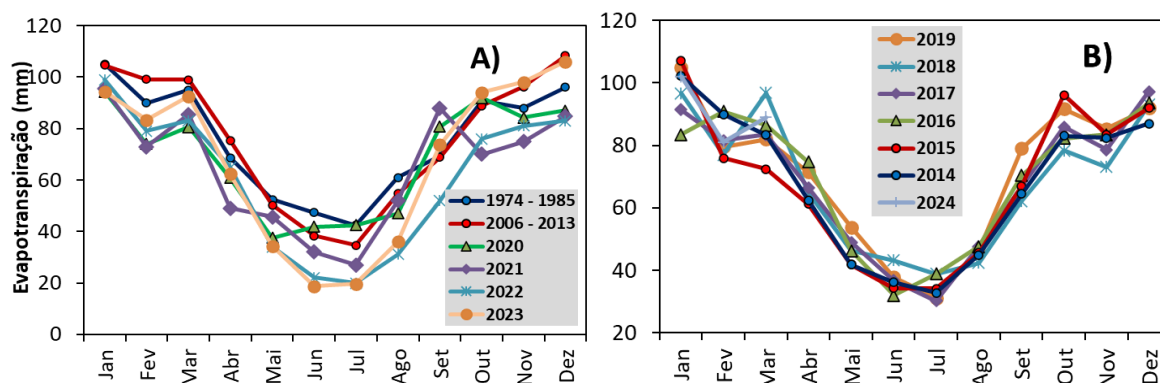 Evapotranspiração (mm)
120
100
80
60
40
20
0
A)
1974 - 1985
2006 - 2013
2020
2021
2022
2023
Jan
Fev
Mar
Abr
Mai
Jun
Jul
Ago
Set
Out
Nov
Dez
120
100
80
60
40
20
B)
2019
2018
2017
2016
2015
2014
2024
Jan
Fev
Mar
Abr
Mai
Jun
Jul
Ago
Set
Out
Nov
Dez